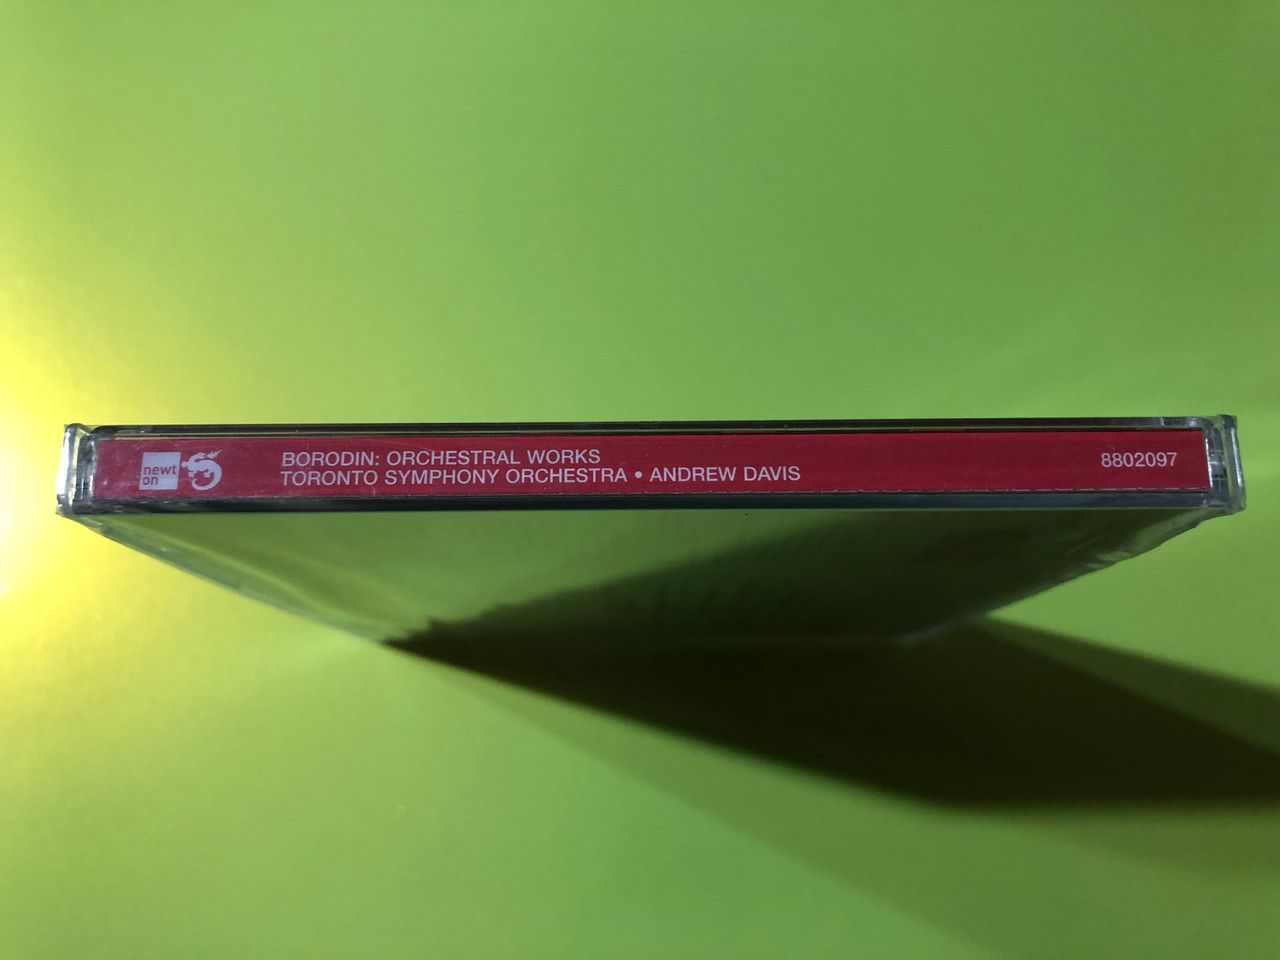 newt
on
BORODIN: ORCHESTRAL WORKS
TORONTO SYMPHONY ORCHESTRA • ANDREW DAVIS
8802097